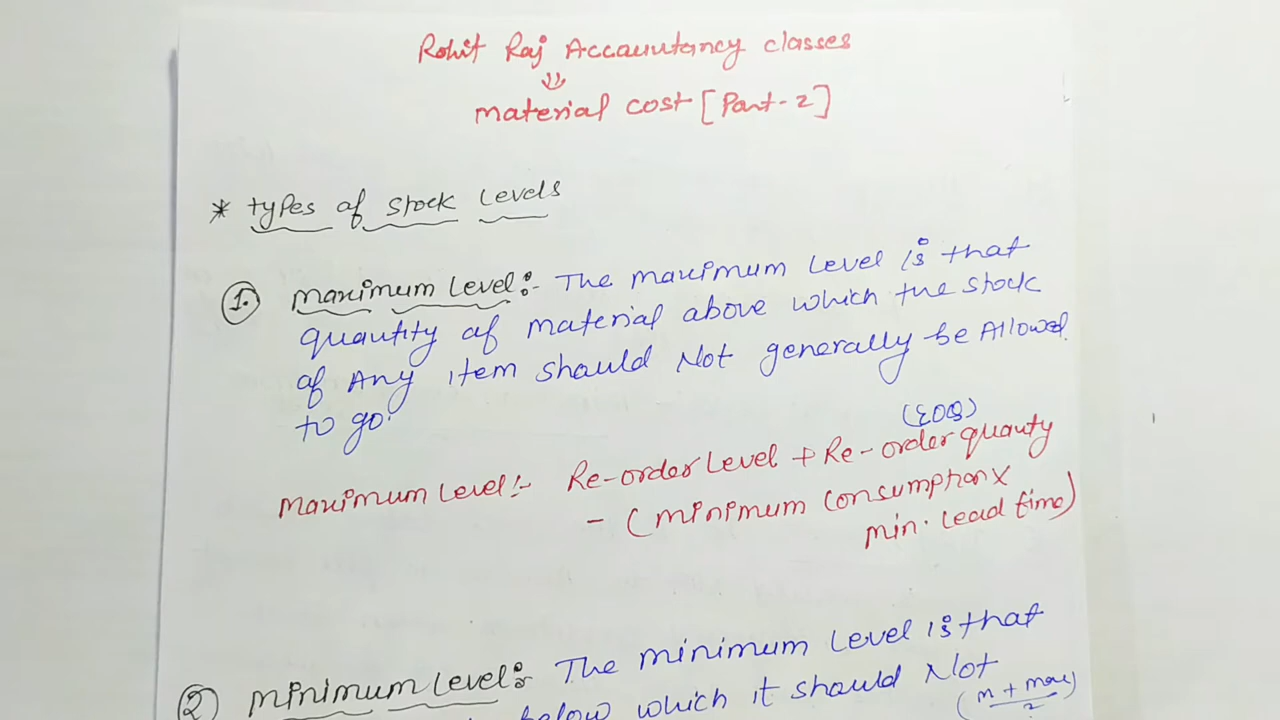 Rohit Raj Accauntancy classes
⇓
material cost [Part-2]
* types of stock Levels
1. maximum Level:- The maximum Level is that
quantity of material above which the stock
of Any item should Not generally be Allowed
to go.
(EOQ)
Maximum Level:- Re-order Level + Re-order quanty
- (minimum consumption x
min. Lead time)
2) minimum Level:- The minimum Level is that
below which it should Not
(m + max)
2